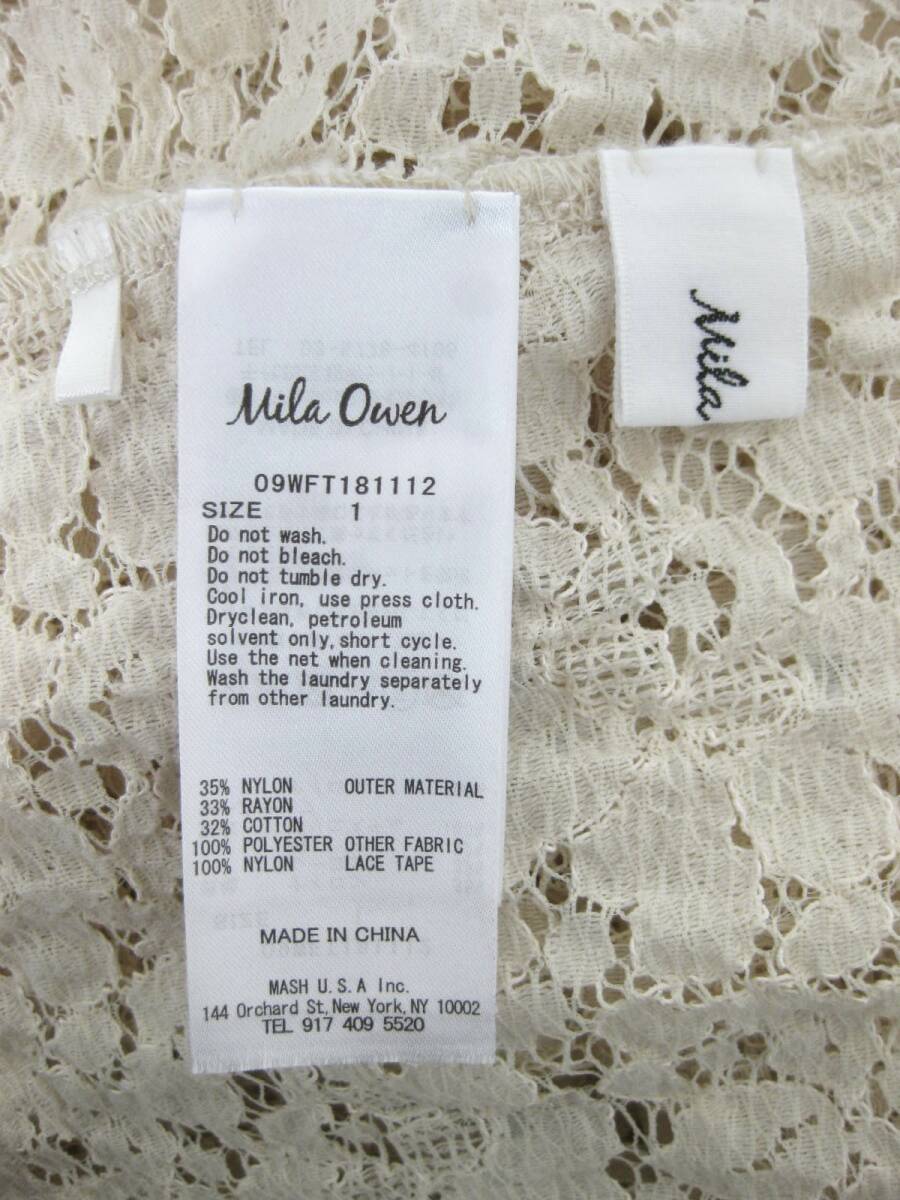 Mila Owen
09WFT181112
SIZE 1
Do not wash.
Do not bleach.
Do not tumble dry.
Cool iron, use press cloth.
Dryclean, petroleum
solvent only, short cycle.
Use the net when cleaning.
Wash the laundry separately
from other laundry.
35% NYLON OUTER MATERIAL
33% RAYON
32% COTTON
100% POLYESTER OTHER FABRIC
100% NYLON LACE TAPE
MADE IN CHINA
MASH U.S.A Inc.
144 Orchard St, New York, NY 10002
TEL 917 409 5520
Mila